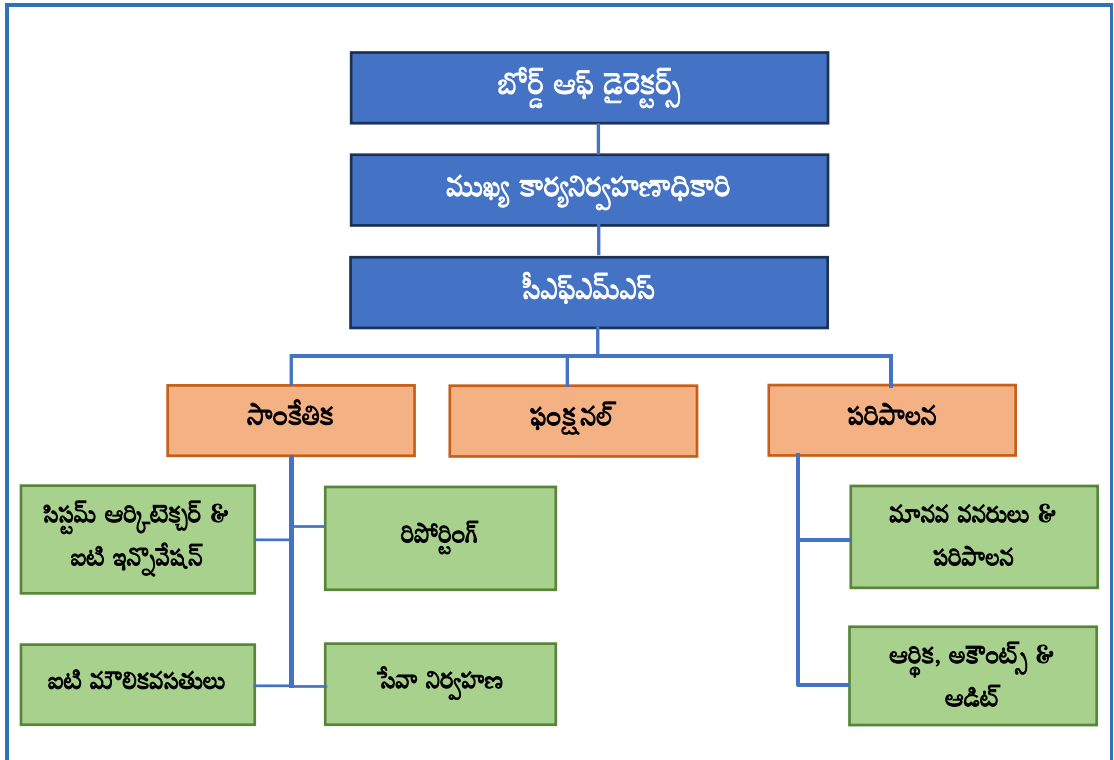 బోర్డ్ ఆఫ్ డైరెక్టర్స్
ముఖ్య కార్యనిర్వహణాధికారి
సీఎఫ్ఎమ్ఎస్
సాంకేతిక
ఫంక్షనల్
పరిపాలన
సిస్టమ్ ఆర్కిటెక్చర్ &
ఐటి ఇన్నొవేషన్
రిపోర్టింగ్
మానవ వనరులు &
పరిపాలన
ఐటి మౌలికవసతులు
సేవా నిర్వహణ
ఆర్థిక, అకౌంట్స్ &
ఆడిట్